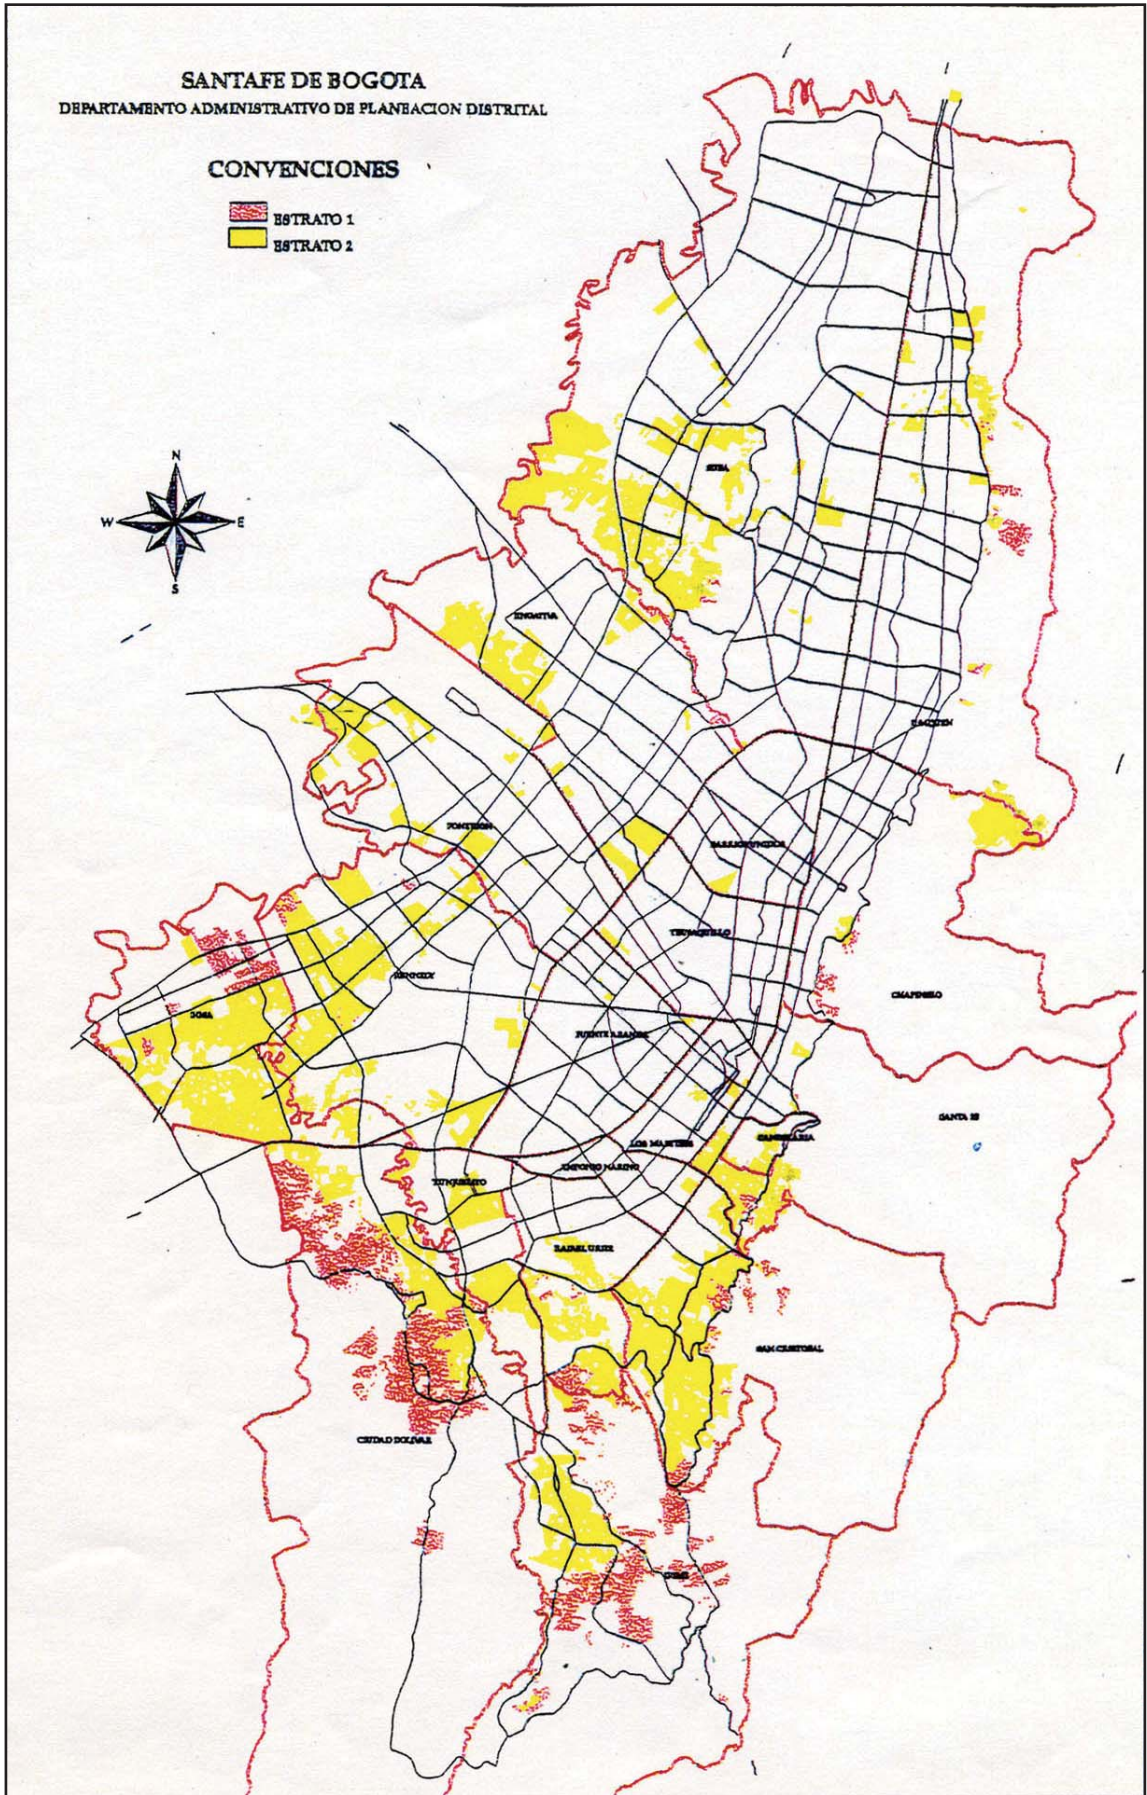 SANTAFE DE BOGOTA
DEPARTAMENTO ADMINISTRATIVO DE PLANEACION DISTRITAL
CONVENCIONES
ESTRATO 1
ESTRATO 2
N
W
E
S
SUBA
ENGATIVA
USAQUEN
FONTIBON
BARRIOS UNIDOS
TEUSAQUILLO
KENNEDY
CHAPINERO
BOSA
PUENTE ARANDA
SANTA FE
CANDELARIA
LOS MARTIRES
ANTONIO NARIÑO
TUNJUELITO
RAFAEL URIBE
SAN CRISTOBAL
CIUDAD BOLIVAR
USME